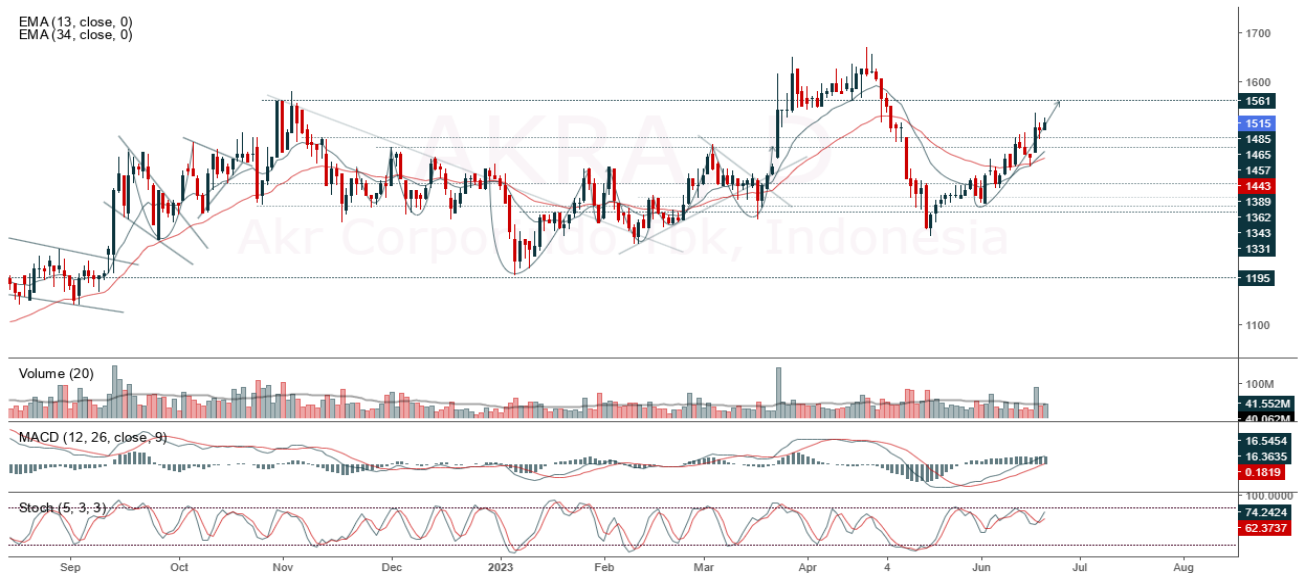 EMA (13, close, 0)
EMA (34, close, 0)
1700
1600
1561
1515
1485
1465
1457
1443
1389
1362
1343
1331
1195
1100
Volume (20)
100M
41.552M
40.062M
MACD (12, 26, close, 9)
16.5454
16.3635
0.1819
Stoch (5, 3, 3)
100.0000
74.2424
62.3737
Sep Oct Nov Dec 2023 Feb Mar Apr 4 Jun Jul Aug